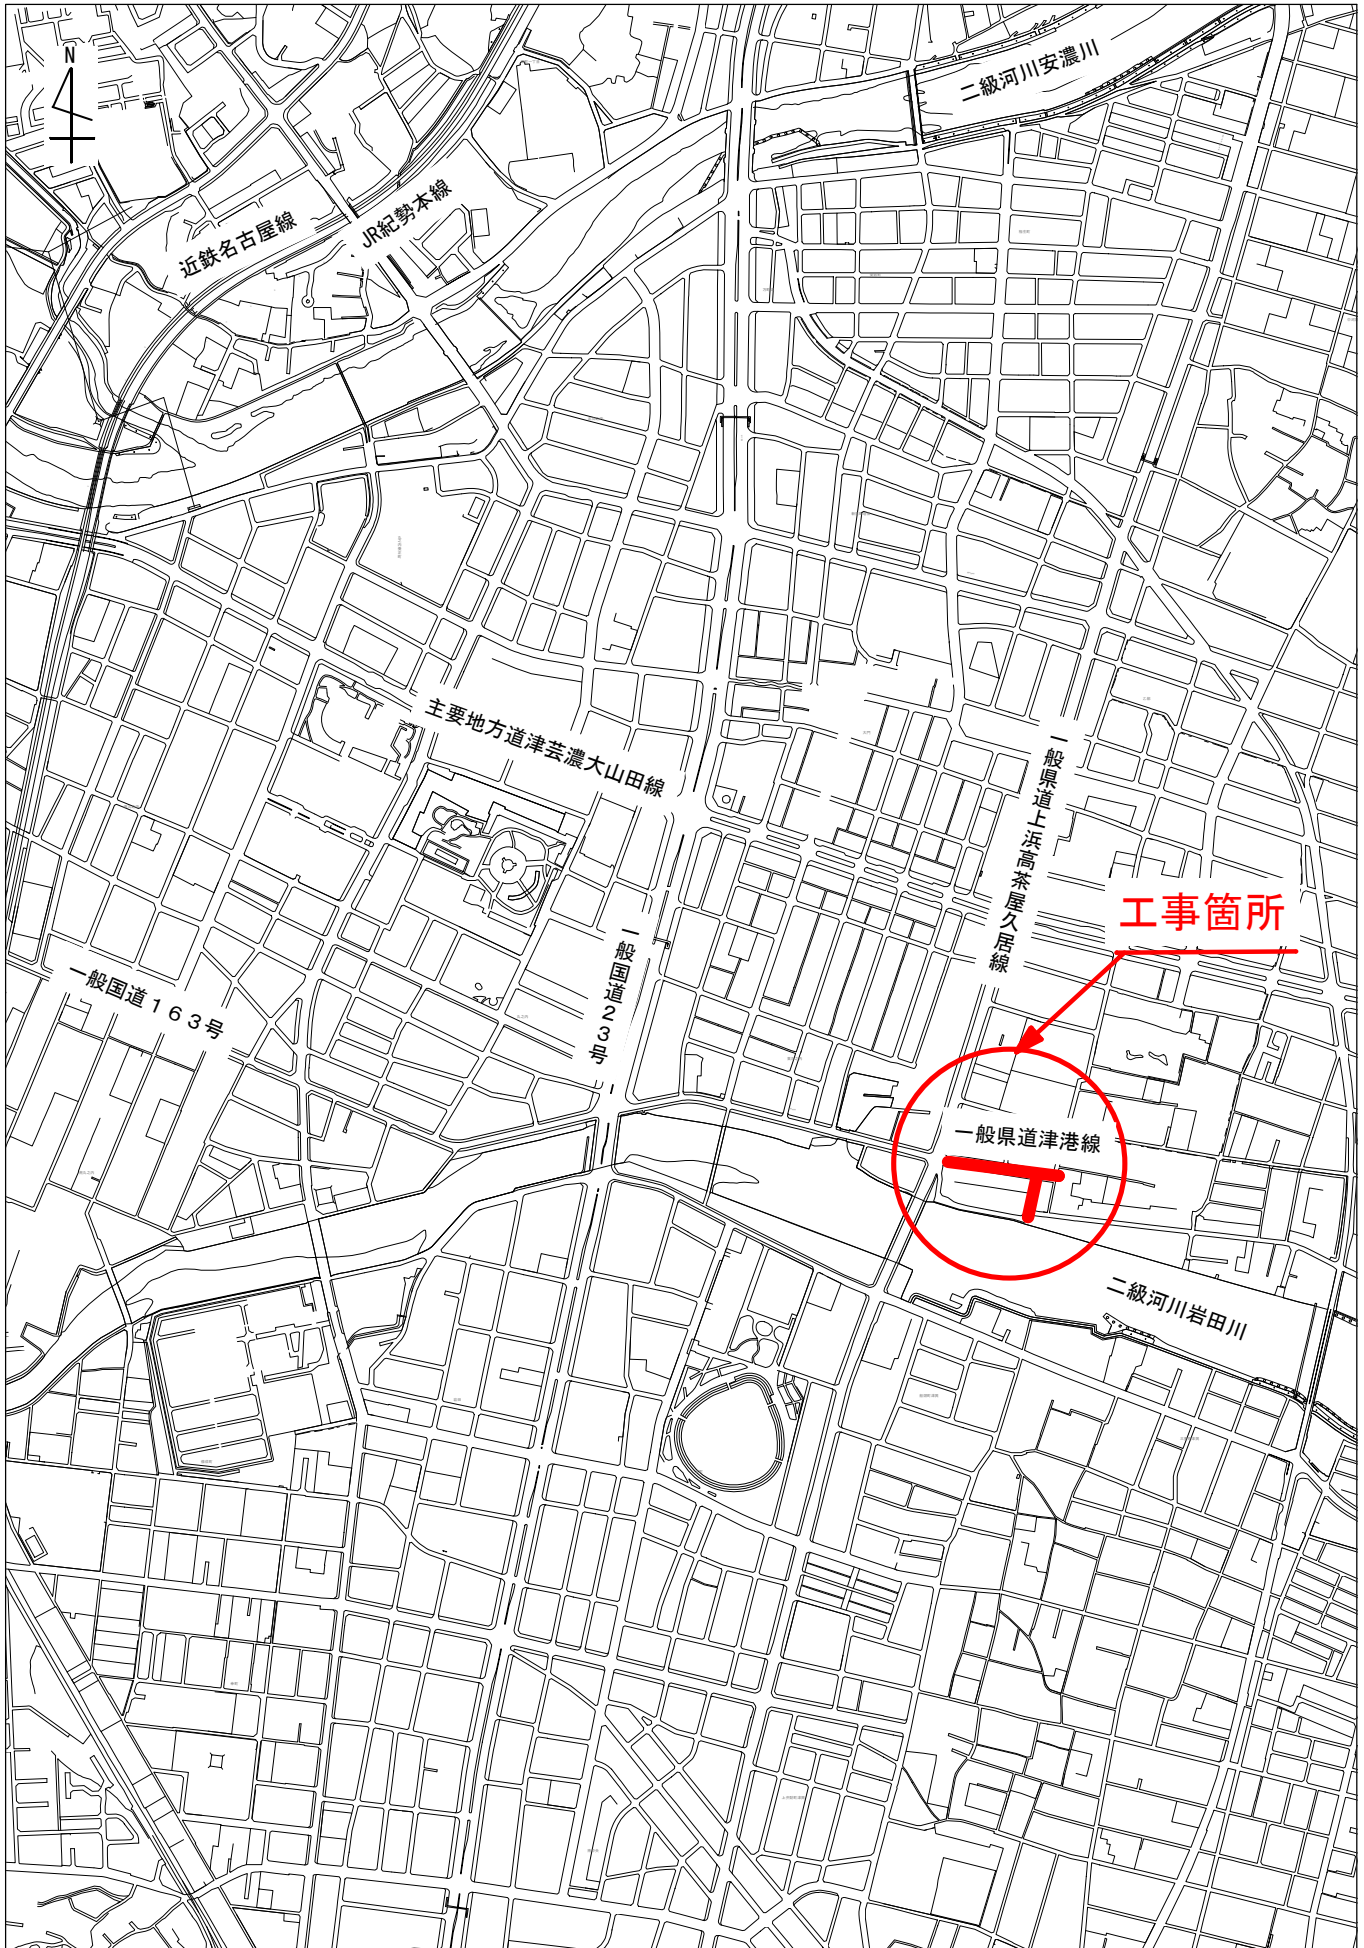 N
二級河川安濃川
JR紀勢本線
近鉄名古屋線
主要地方道津芸濃大山田線
一般県道上浜高茶屋久居線
工事箇所
一般国道23号
一般国道163号
一般県道津港線
二級河川岩田川